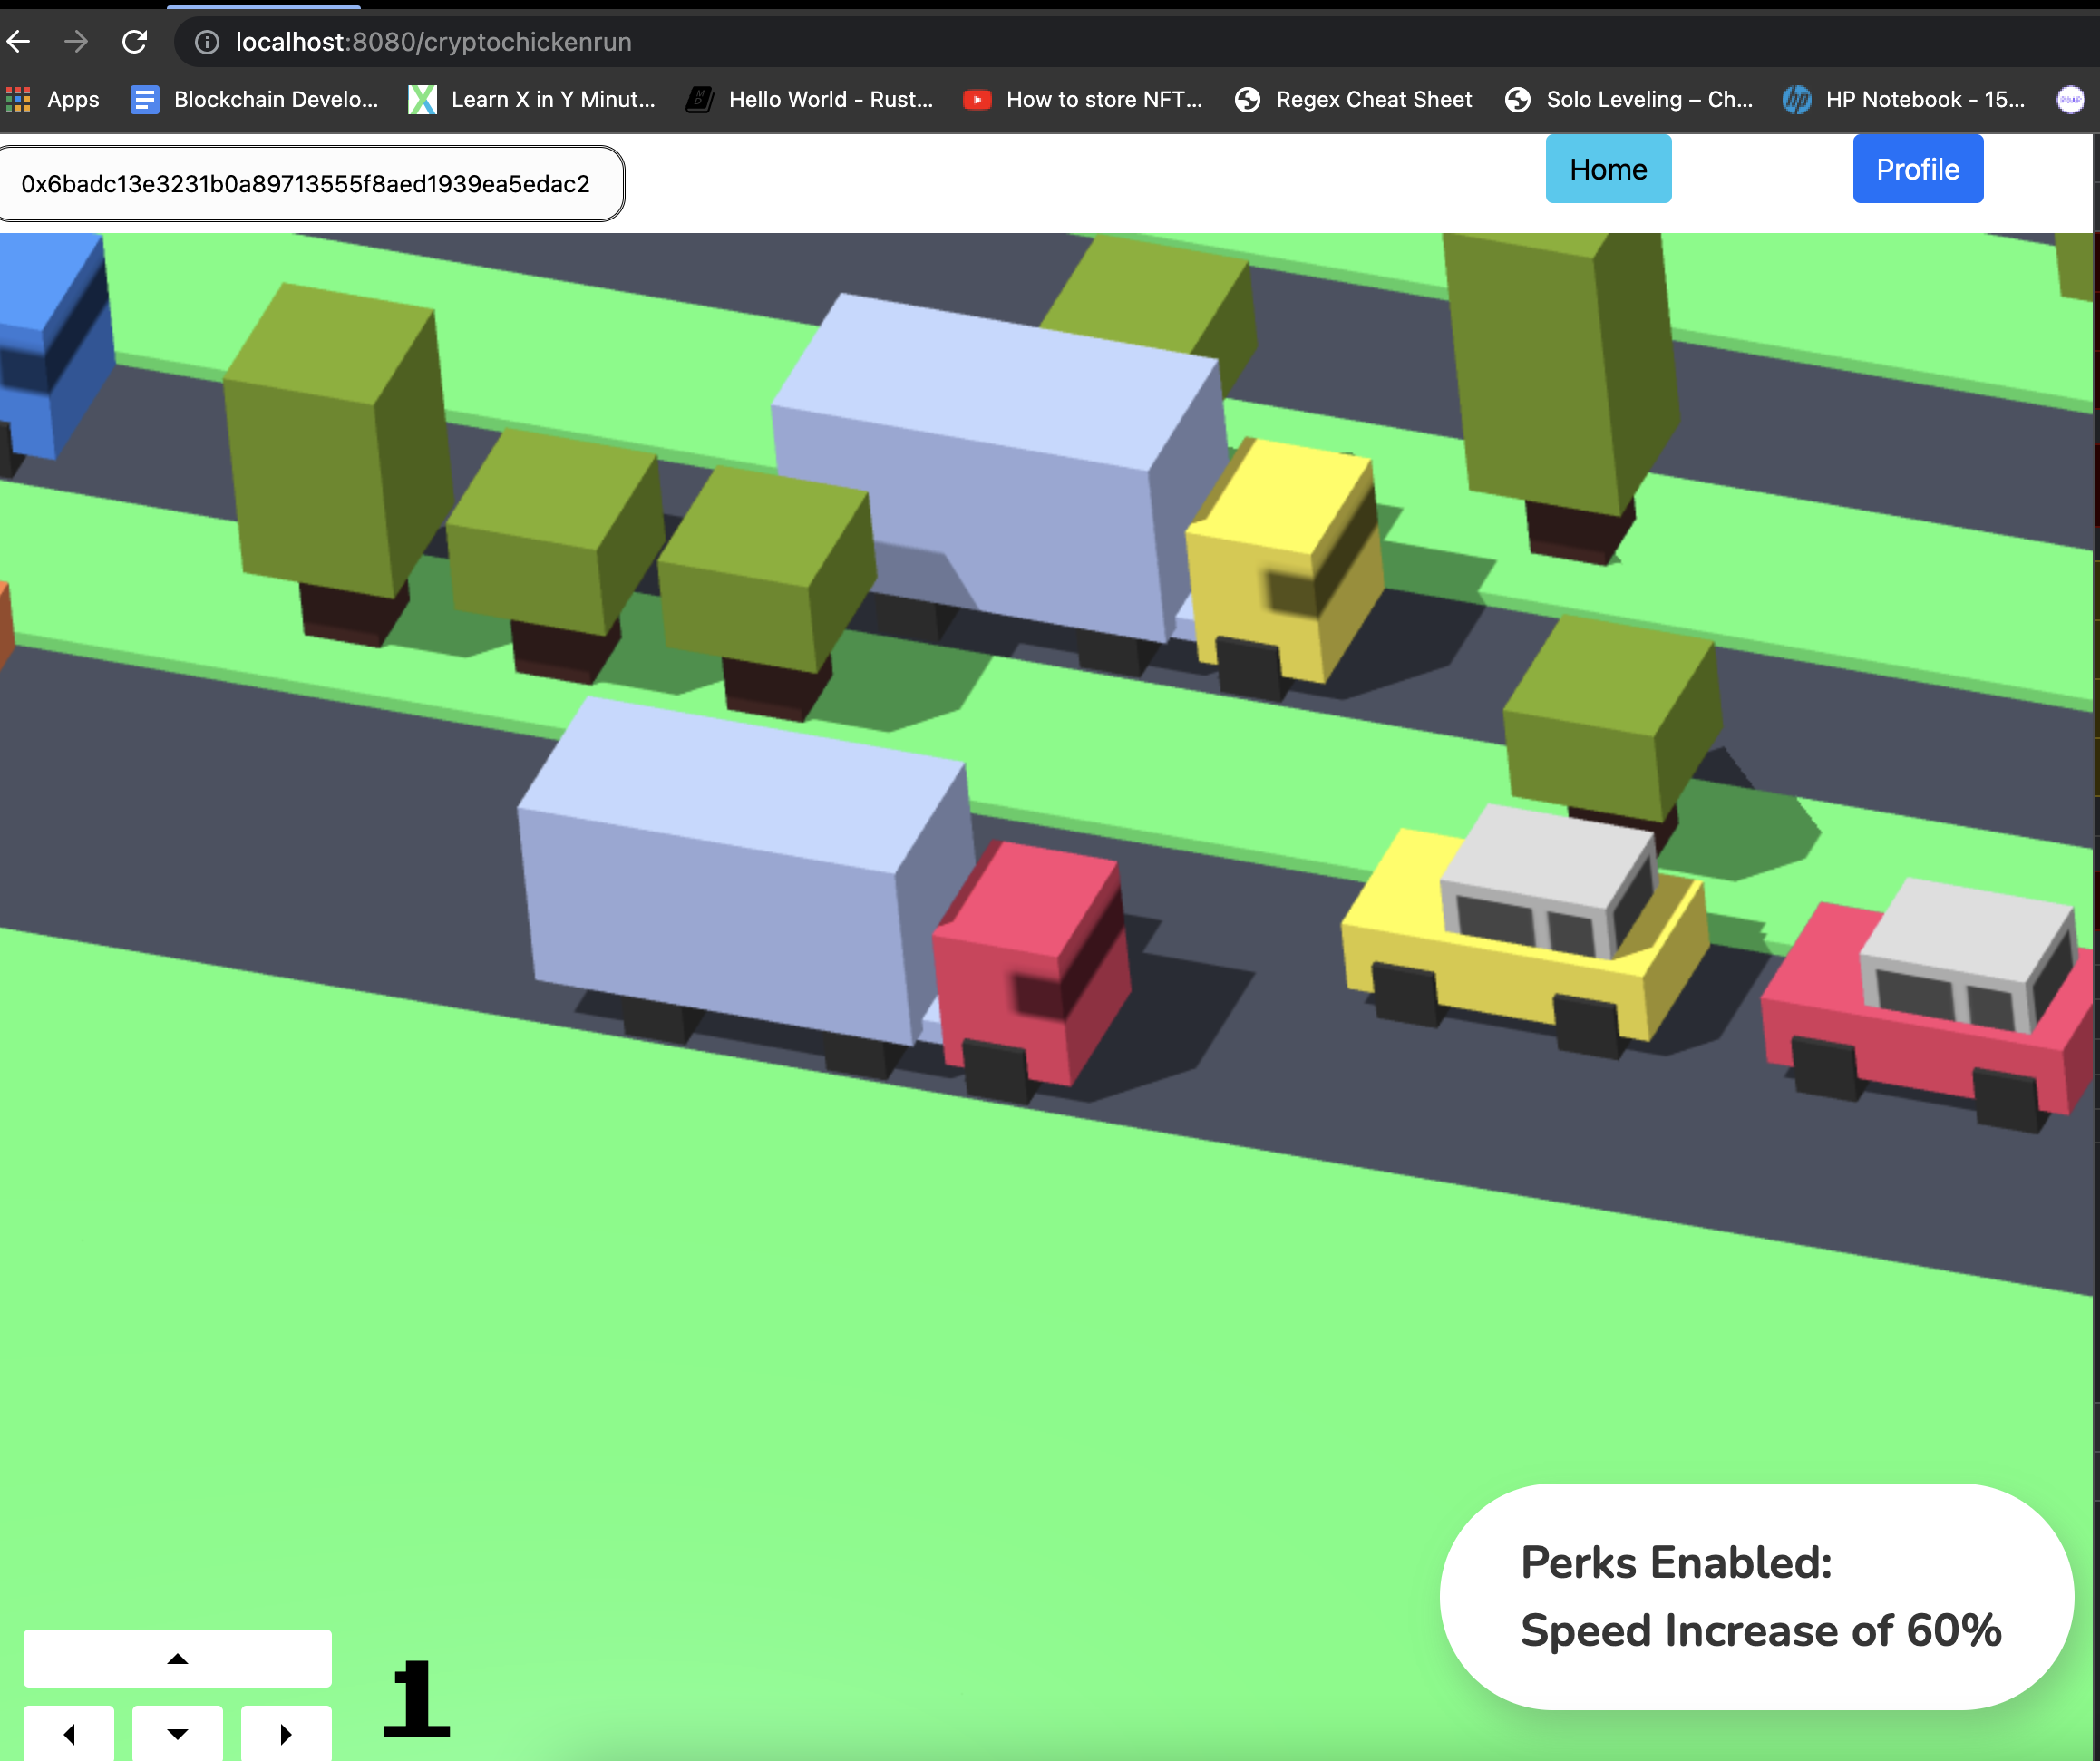 localhost:8080/cryptochickenrun
Apps Blockchain Develo... Learn X in Y Minut... Hello World - Rust... How to store NFT... Regex Cheat Sheet Solo Leveling – Ch... HP Notebook - 15...
0x6badc13e3231b0a89713555f8aed1939ea5edac2 Home Profile
Perks Enabled:
Speed Increase of 60%
1